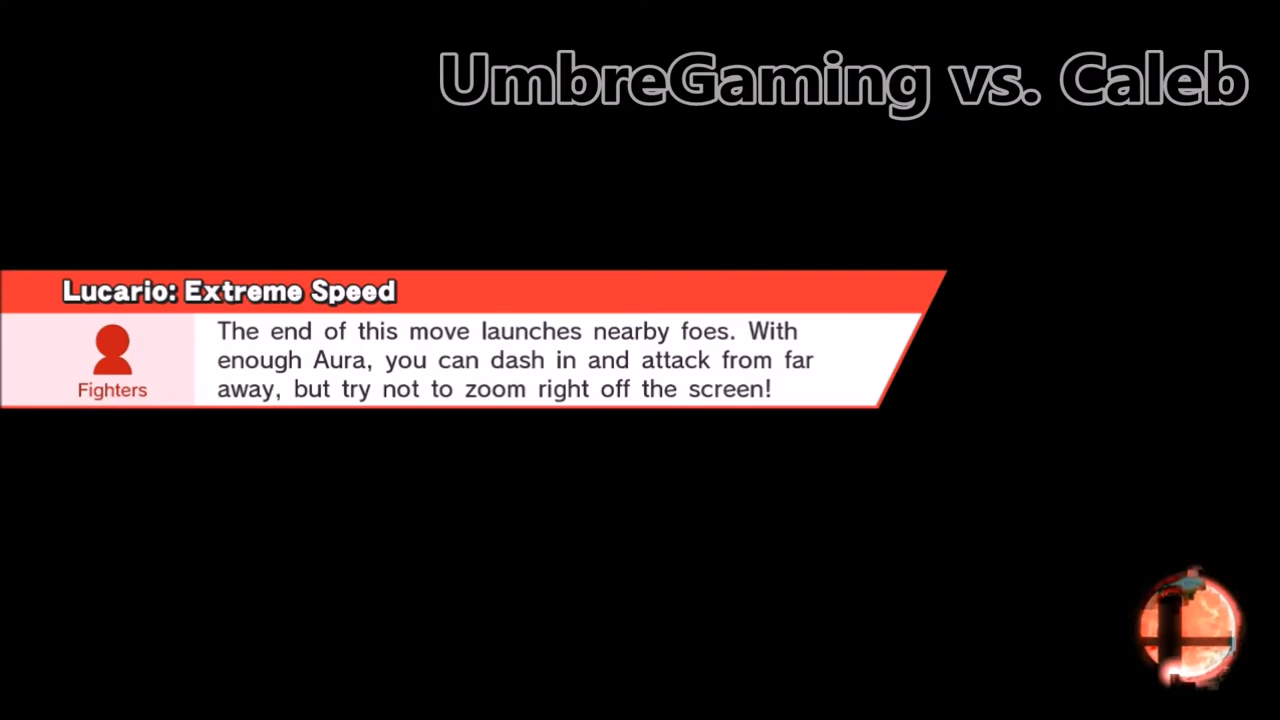 UmbreGaming vs. Caleb
Lucario: Extreme Speed
The end of this move launches nearby foes. With
enough Aura, you can dash in and attack from far
away, but try not to zoom right off the screen!
Fighters